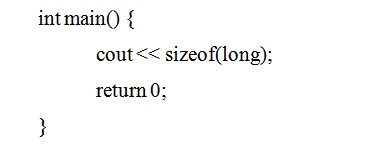 int main() {
cout << sizeof(long);
return 0;
}